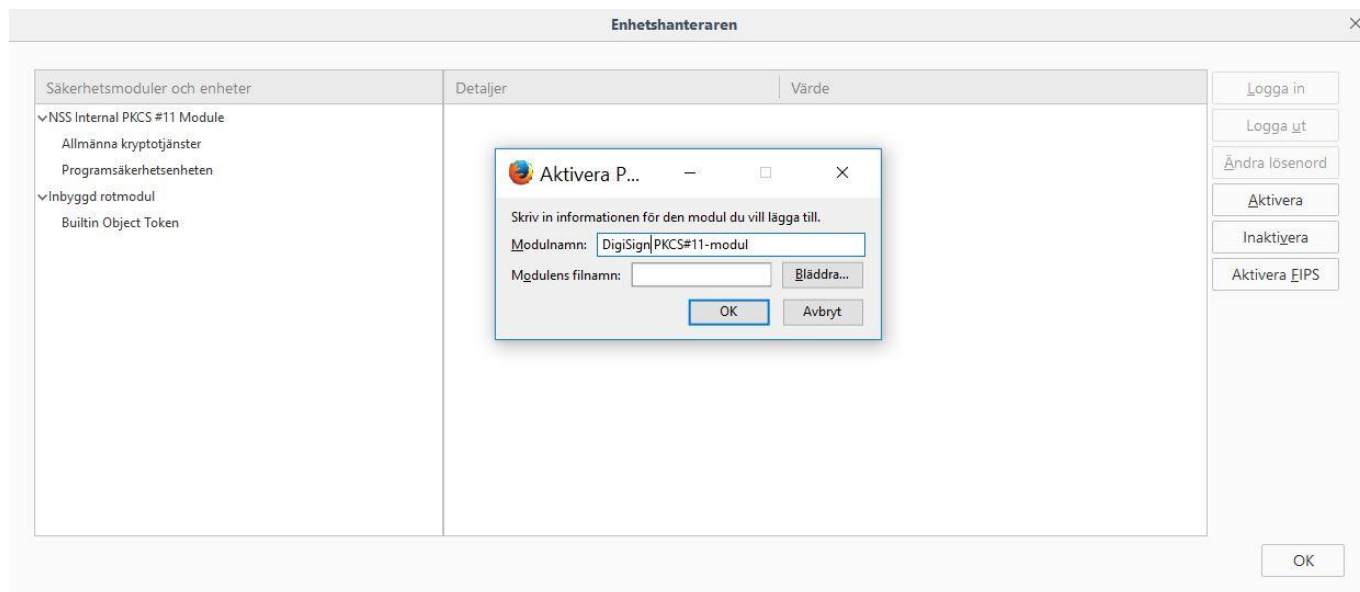 Enhetshanteraren
Säkerhetsmoduler och enheter
Detaljer
Värde
NSS Internal PKCS #11 Module
Allmänna kryptotjänster
Programsäkerhetsenheten
Inbyggd rotmodul
Builtin Object Token
Logga in
Logga ut
Ändra lösenord
Aktivera
Inaktivera
Aktivera FIPS
Aktivera P...
Skriv in informationen för den modul du vill lägga till.
Modulnamn: DigiSign PKCS#11-modul
Modulens filnamn: Bläddra...
OK Avbryt
OK